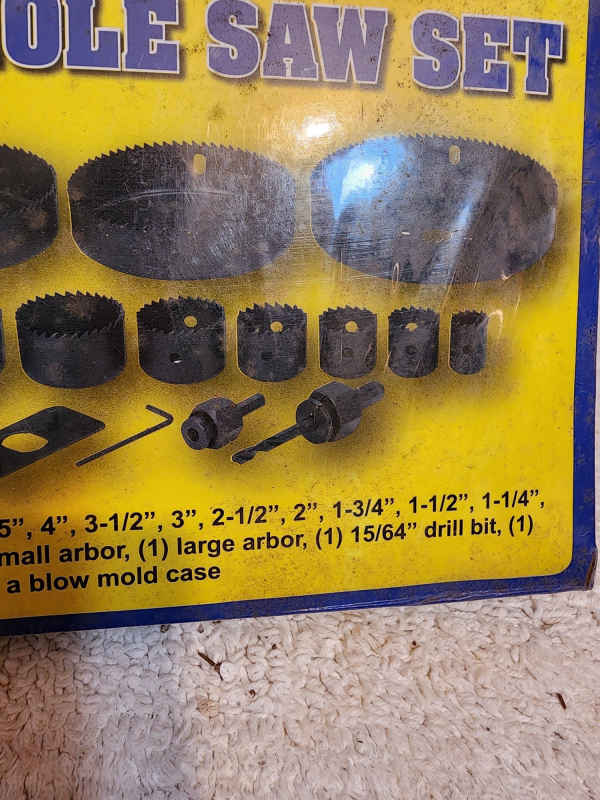 OLE SAW SET
5”, 4”, 3-1/2”, 3”, 2-1/2”, 2”, 1-3/4”, 1-1/2”, 1-1/4”,
mall arbor, (1) large arbor, (1) 15/64” drill bit, (1)
a blow mold case